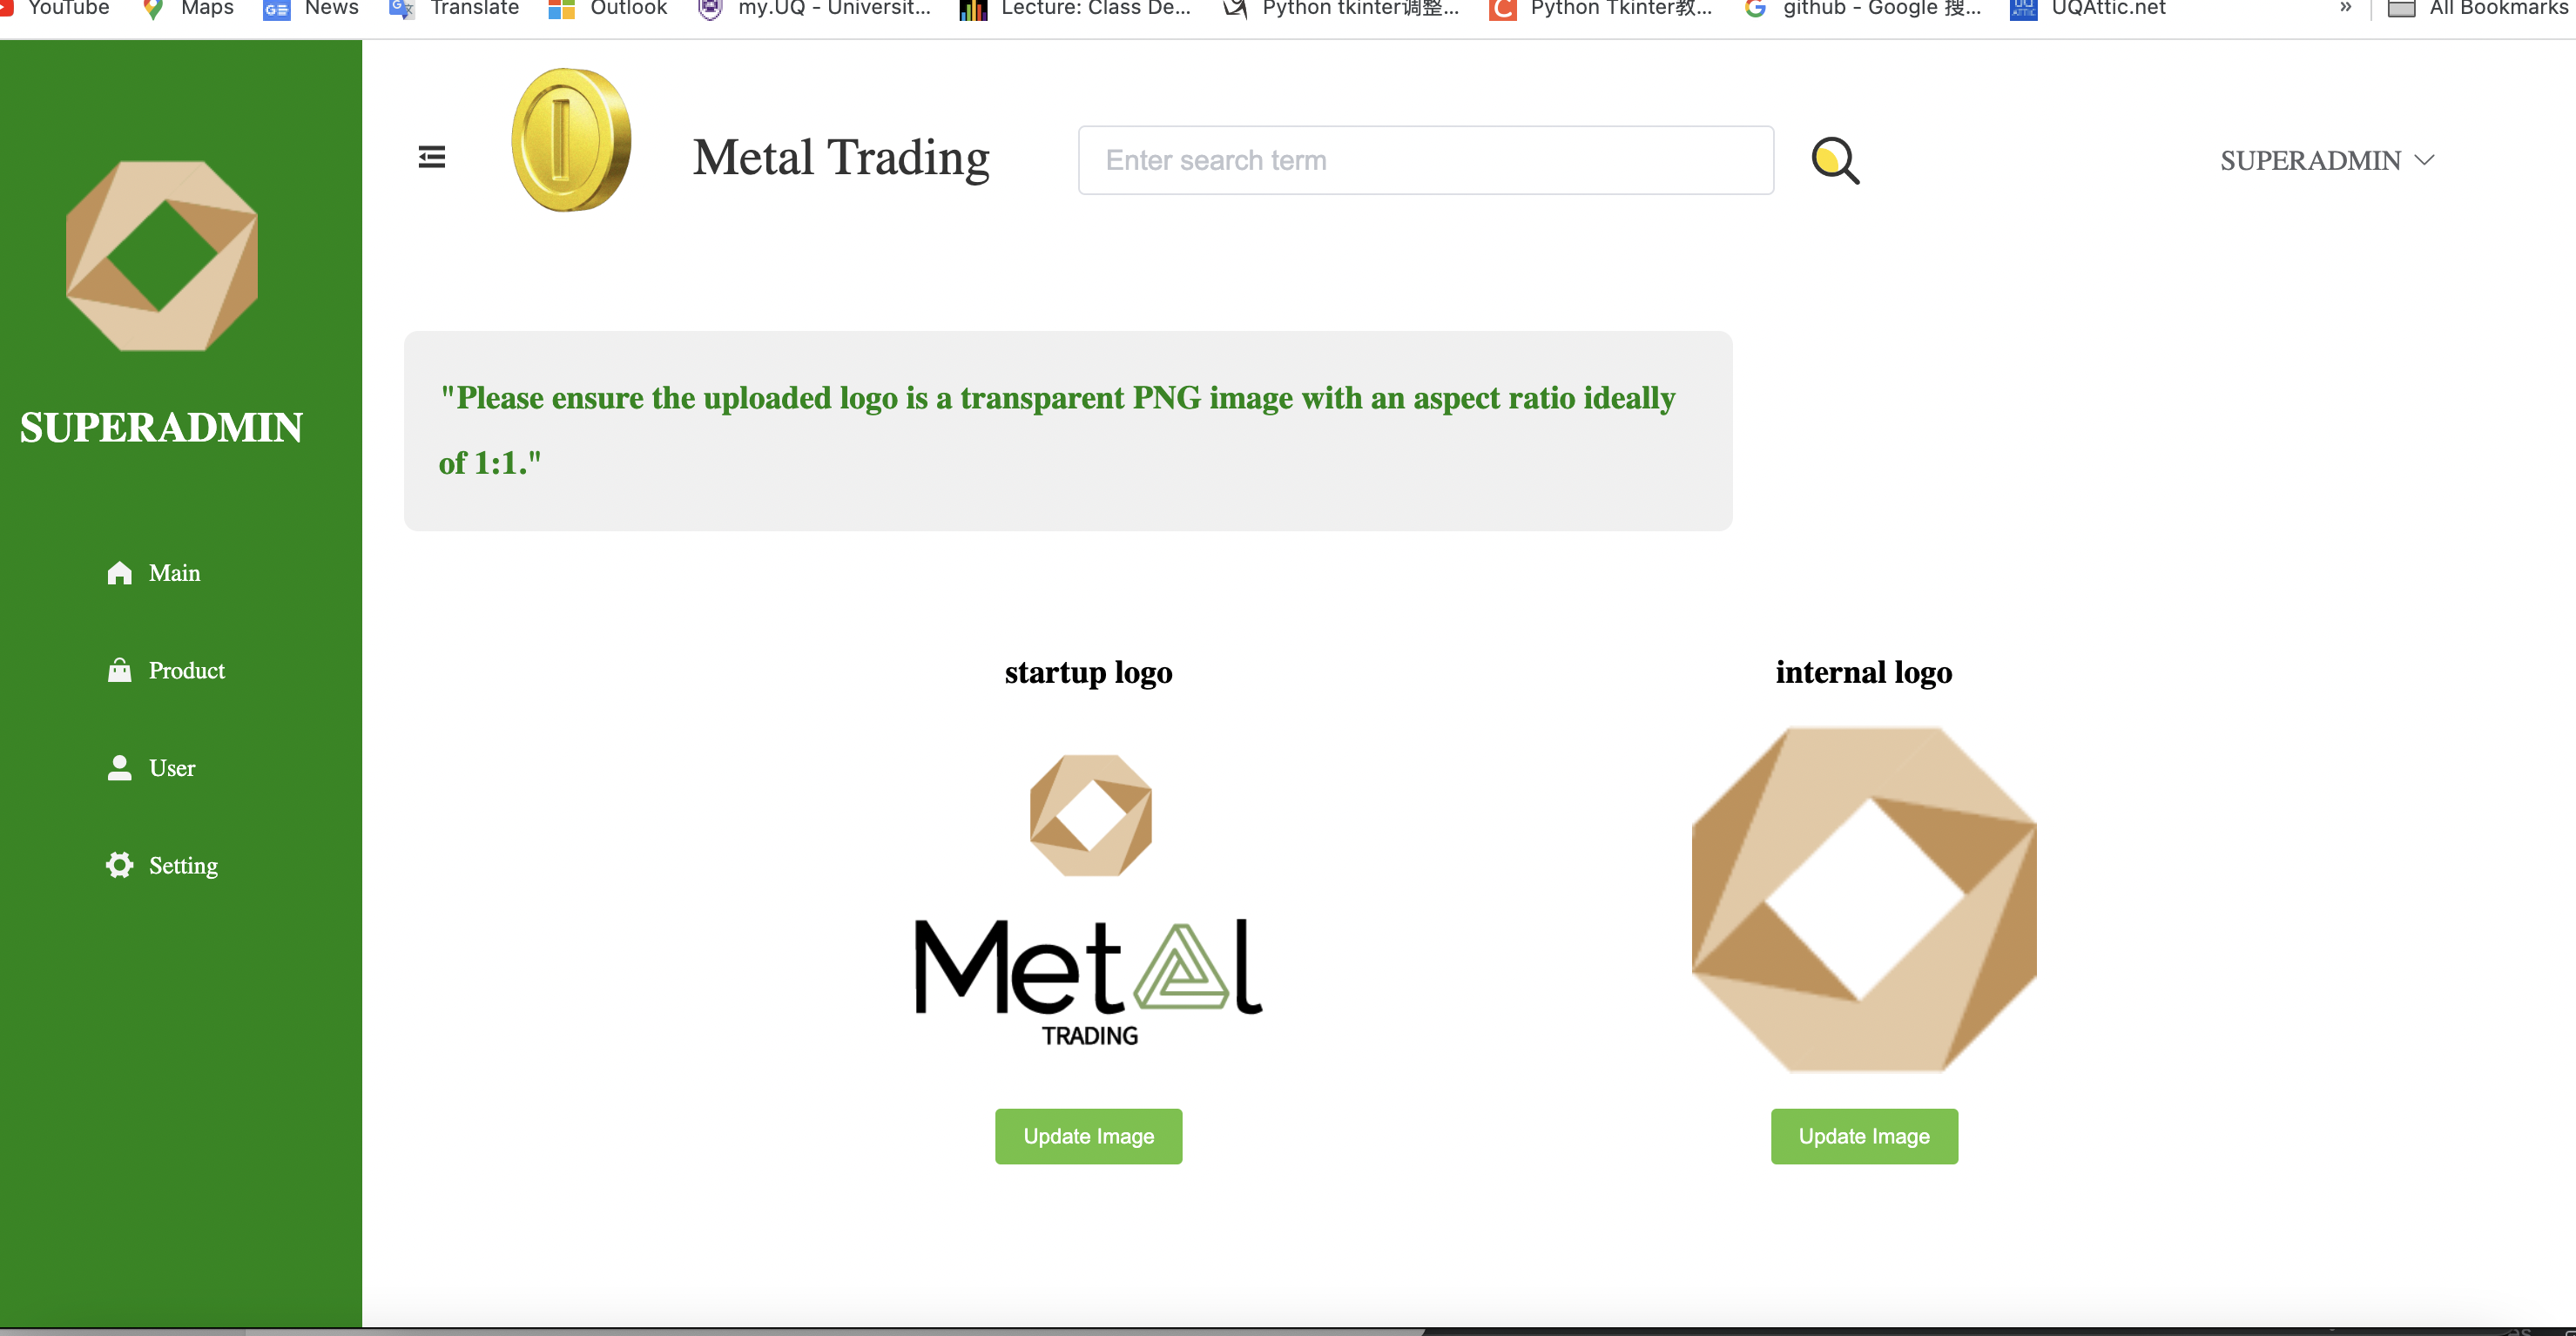 YouTube Maps News Translate Outlook my.UQ - Universit... Lecture: Class De... Python tkinter调整... Python Tkinter教... github - Google 搜... UQAttic.net » All Bookmarks
Metal Trading
Enter search term
SUPERADMIN
SUPERADMIN
"Please ensure the uploaded logo is a transparent PNG image with an aspect ratio ideally
of 1:1."
Main
Product
User
Setting
startup logo
internal logo
Metal
TRADING
Update Image
Update Image